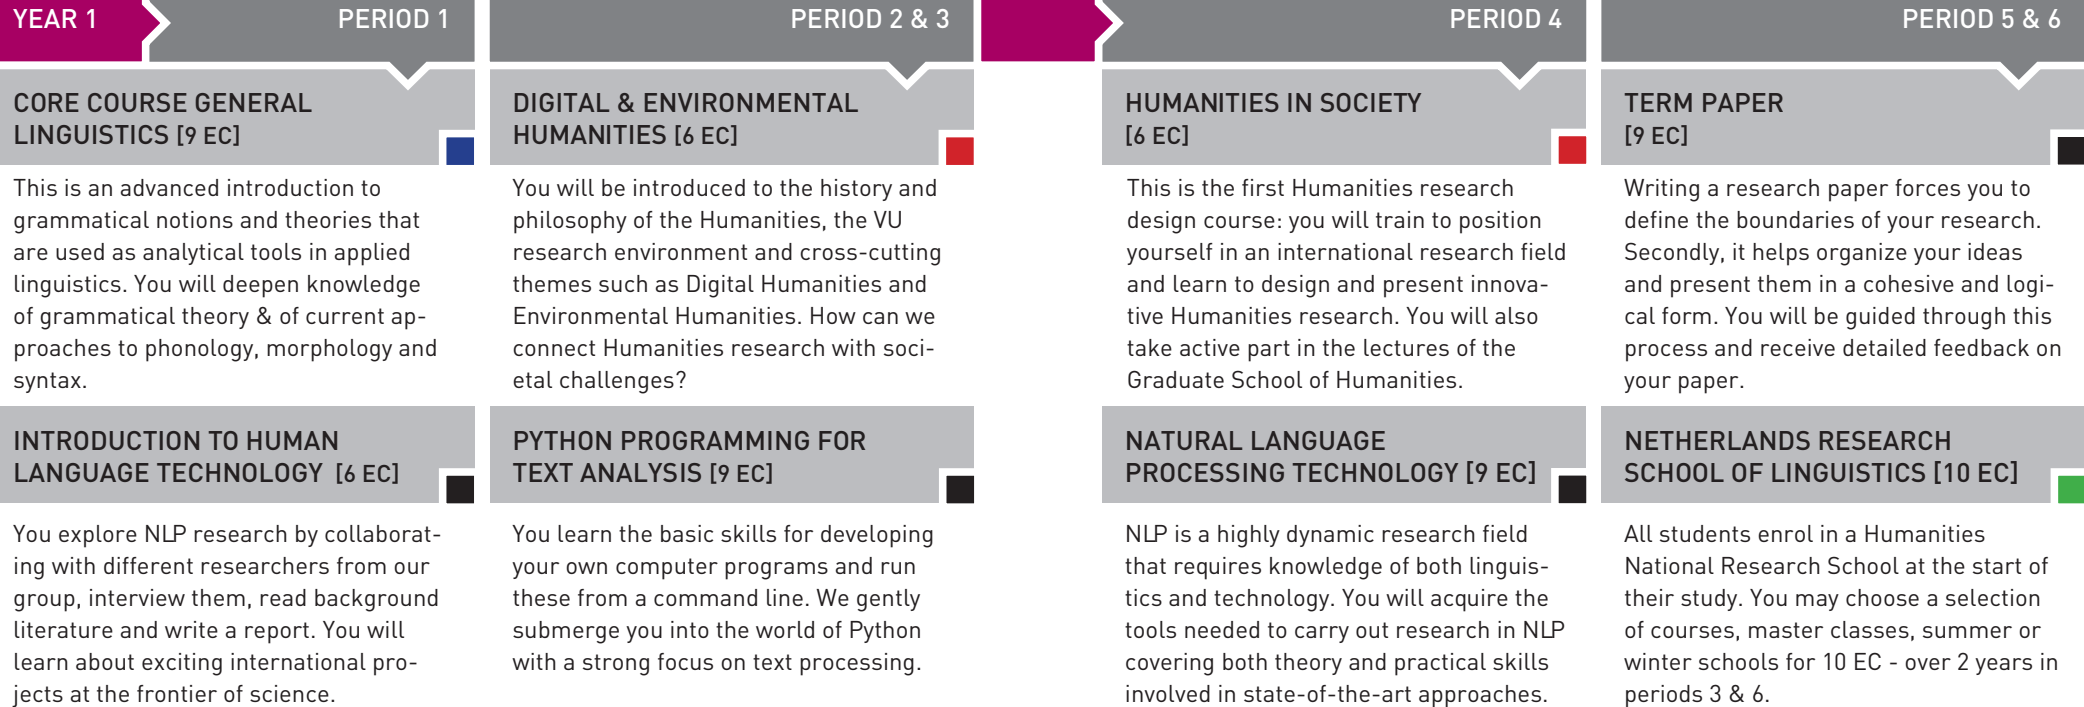 YEAR 1
PERIOD 1
PERIOD 2 & 3
PERIOD 4
PERIOD 5 & 6
CORE COURSE GENERAL
LINGUISTICS [9 EC]
This is an advanced introduction to
grammatical notions and theories that
are used as analytical tools in applied
linguistics. You will deepen knowledge
of grammatical theory & of current ap-
proaches to phonology, morphology and
syntax.
INTRODUCTION TO HUMAN
LANGUAGE TECHNOLOGY [6 EC]
You explore NLP research by collaborat-
ing with different researchers from our
group, interview them, read background
literature and write a report. You will
learn about exciting international pro-
jects at the frontier of science.
DIGITAL & ENVIRONMENTAL
HUMANITIES [6 EC]
You will be introduced to the history and
philosophy of the Humanities, the VU
research environment and cross-cutting
themes such as Digital Humanities and
Environmental Humanities. How can we
connect Humanities research with soci-
etal challenges?
PYTHON PROGRAMMING FOR
TEXT ANALYSIS [9 EC]
You learn the basic skills for developing
your own computer programs and run
these from a command line. We gently
submerge you into the world of Python
with a strong focus on text processing.
HUMANITIES IN SOCIETY
[6 EC]
This is the first Humanities research
design course: you will train to position
yourself in an international research field
and learn to design and present innova-
tive Humanities research. You will also
take active part in the lectures of the
Graduate School of Humanities.
NATURAL LANGUAGE
PROCESSING TECHNOLOGY [9 EC]
NLP is a highly dynamic research field
that requires knowledge of both linguis-
tics and technology. You will acquire the
tools needed to carry out research in NLP
covering both theory and practical skills
involved in state-of-the-art approaches.
TERM PAPER
[9 EC]
Writing a research paper forces you to
define the boundaries of your research.
Secondly, it helps organize your ideas
and present them in a cohesive and logi-
cal form. You will be guided through this
process and receive detailed feedback on
your paper.
NETHERLANDS RESEARCH
SCHOOL OF LINGUISTICS [10 EC]
All students enrol in a Humanities
National Research School at the start of
their study. You may choose a selection
of courses, master classes, summer or
winter schools for 10 EC - over 2 years in
periods 3 & 6.